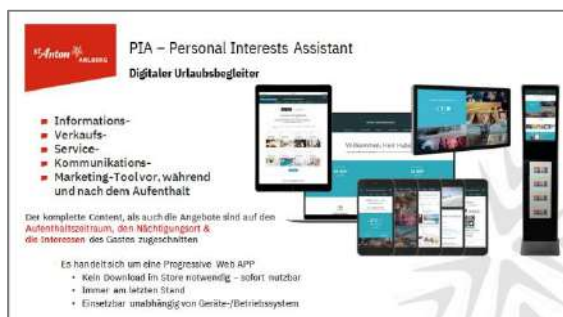 St Anton
ARLBERG
PIA – Personal Interests Assistant
Digitaler Urlaubsbegleiter
Informations-
Verkaufs-
Service-
Kommunikations-
Marketing-Toolvor, während
und nach dem Aufenthalt
Der komplette Content, als auch die Angebote sind auf den
Aufenthaltszeitraum, den Nächtigungsort &
die Interessen des Gastes zugeschnitten
Es handelt sich um eine Progressive Web APP
• Kein Download im Store notwendig – sofort nutzbar
• Immer am letzten Stand
• Einsetzbar unabhängig von Geräte-/Betriebssystem